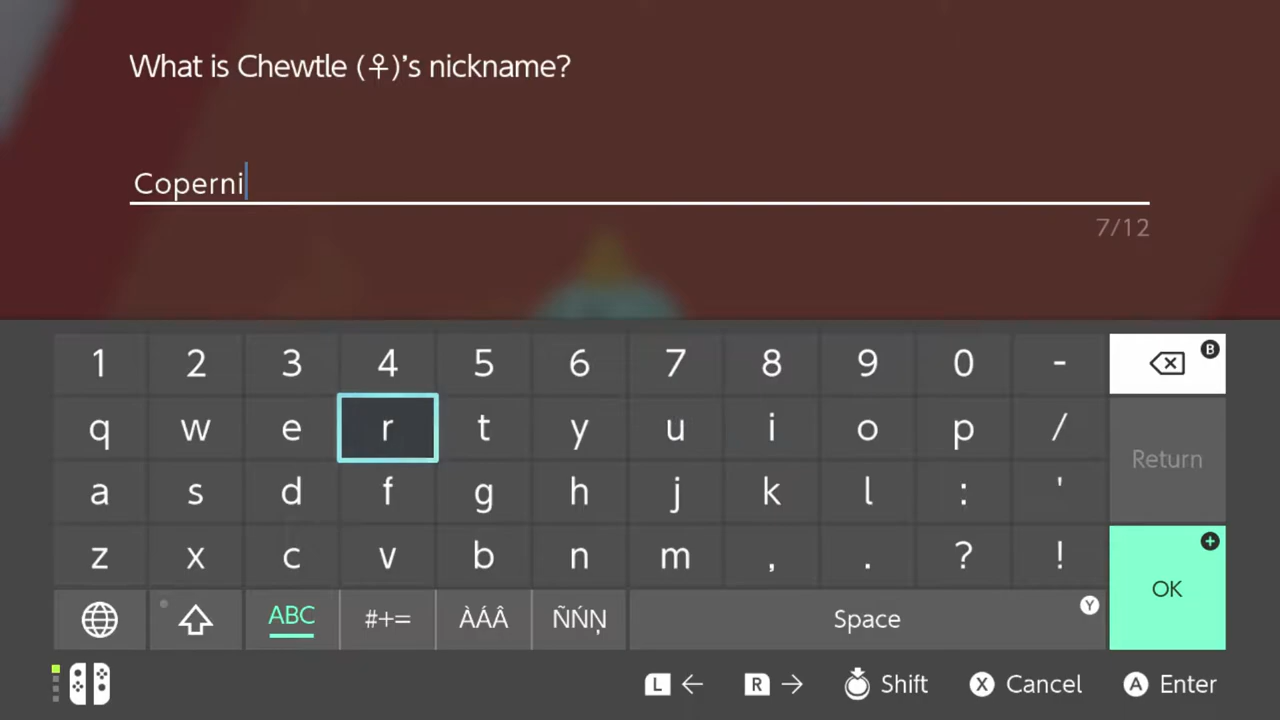 What is Chewtle (♀)'s nickname?
Coperni
7/12
1 2 3 4 5 6 7 8 9 0 - B
q w e r t y u i o p / Return
a s d f g h j k l : '
z x c v b n m , . ? ! OK +
ABC #+= ÀÁÂ ÑŃŅ Space Y
L ← R → Shift X Cancel A Enter